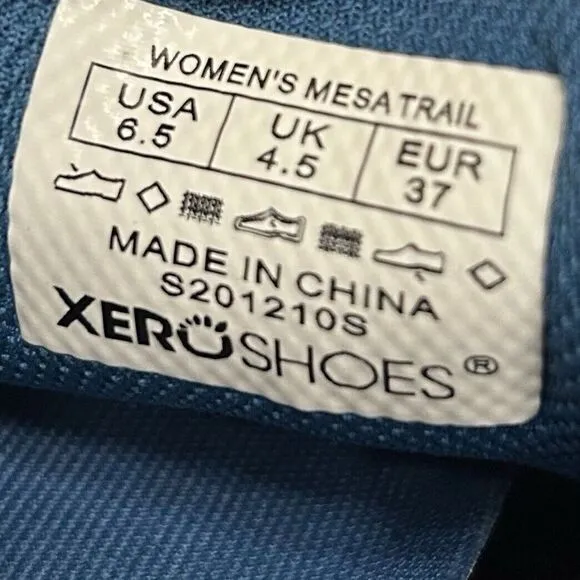 WOMEN'S MESA TRAIL
USA UK EUR
6.5 4.5 37
MADE IN CHINA
S201210S
XEROSHOES®